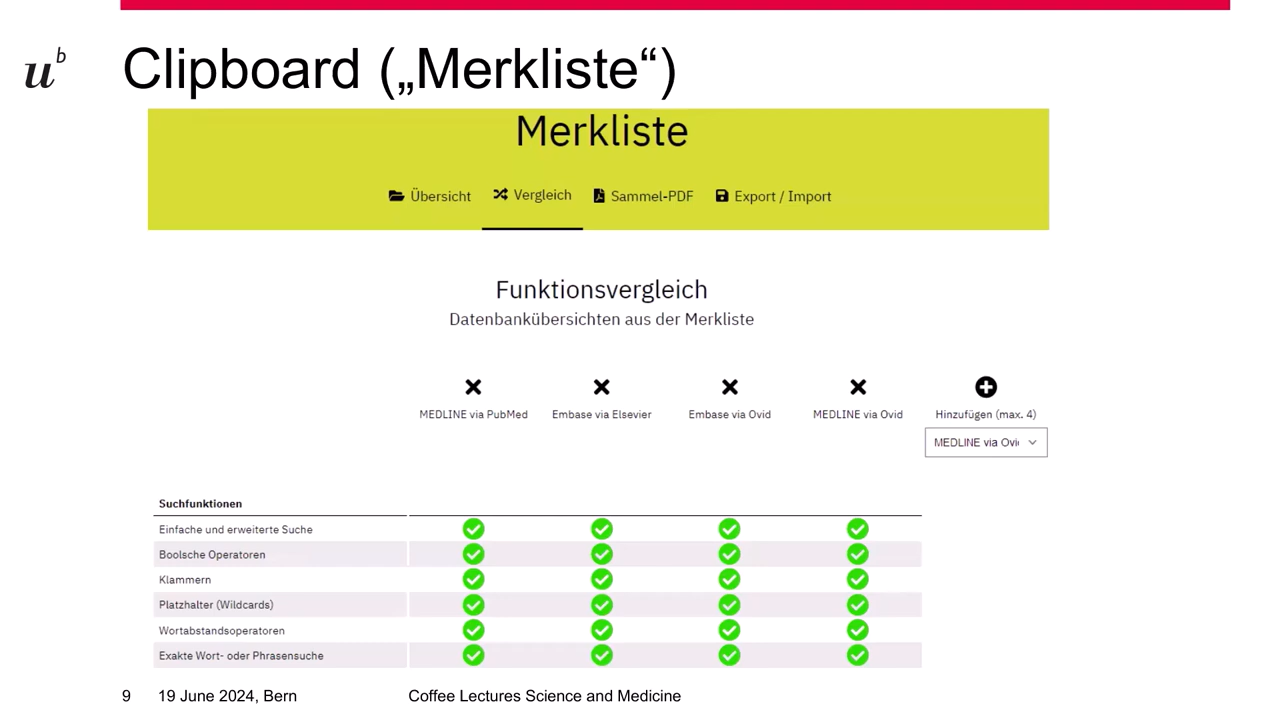 u^b
Clipboard („Merkliste“)
Merkliste
Übersicht Vergleich Sammel-PDF Export / Import
Funktionsvergleich
Datenbankübersichten aus der Merkliste
MEDLINE via PubMed Embase via Elsevier Embase via Ovid MEDLINE via Ovid Hinzufügen (max. 4)
MEDLINE via Ovi
Suchfunktionen
Einfache und erweiterte Suche
Boolsche Operatoren
Klammern
Platzhalter (Wildcards)
Wortabstandsoperatoren
Exakte Wort- oder Phrasensuche
9 19 June 2024, Bern Coffee Lectures Science and Medicine